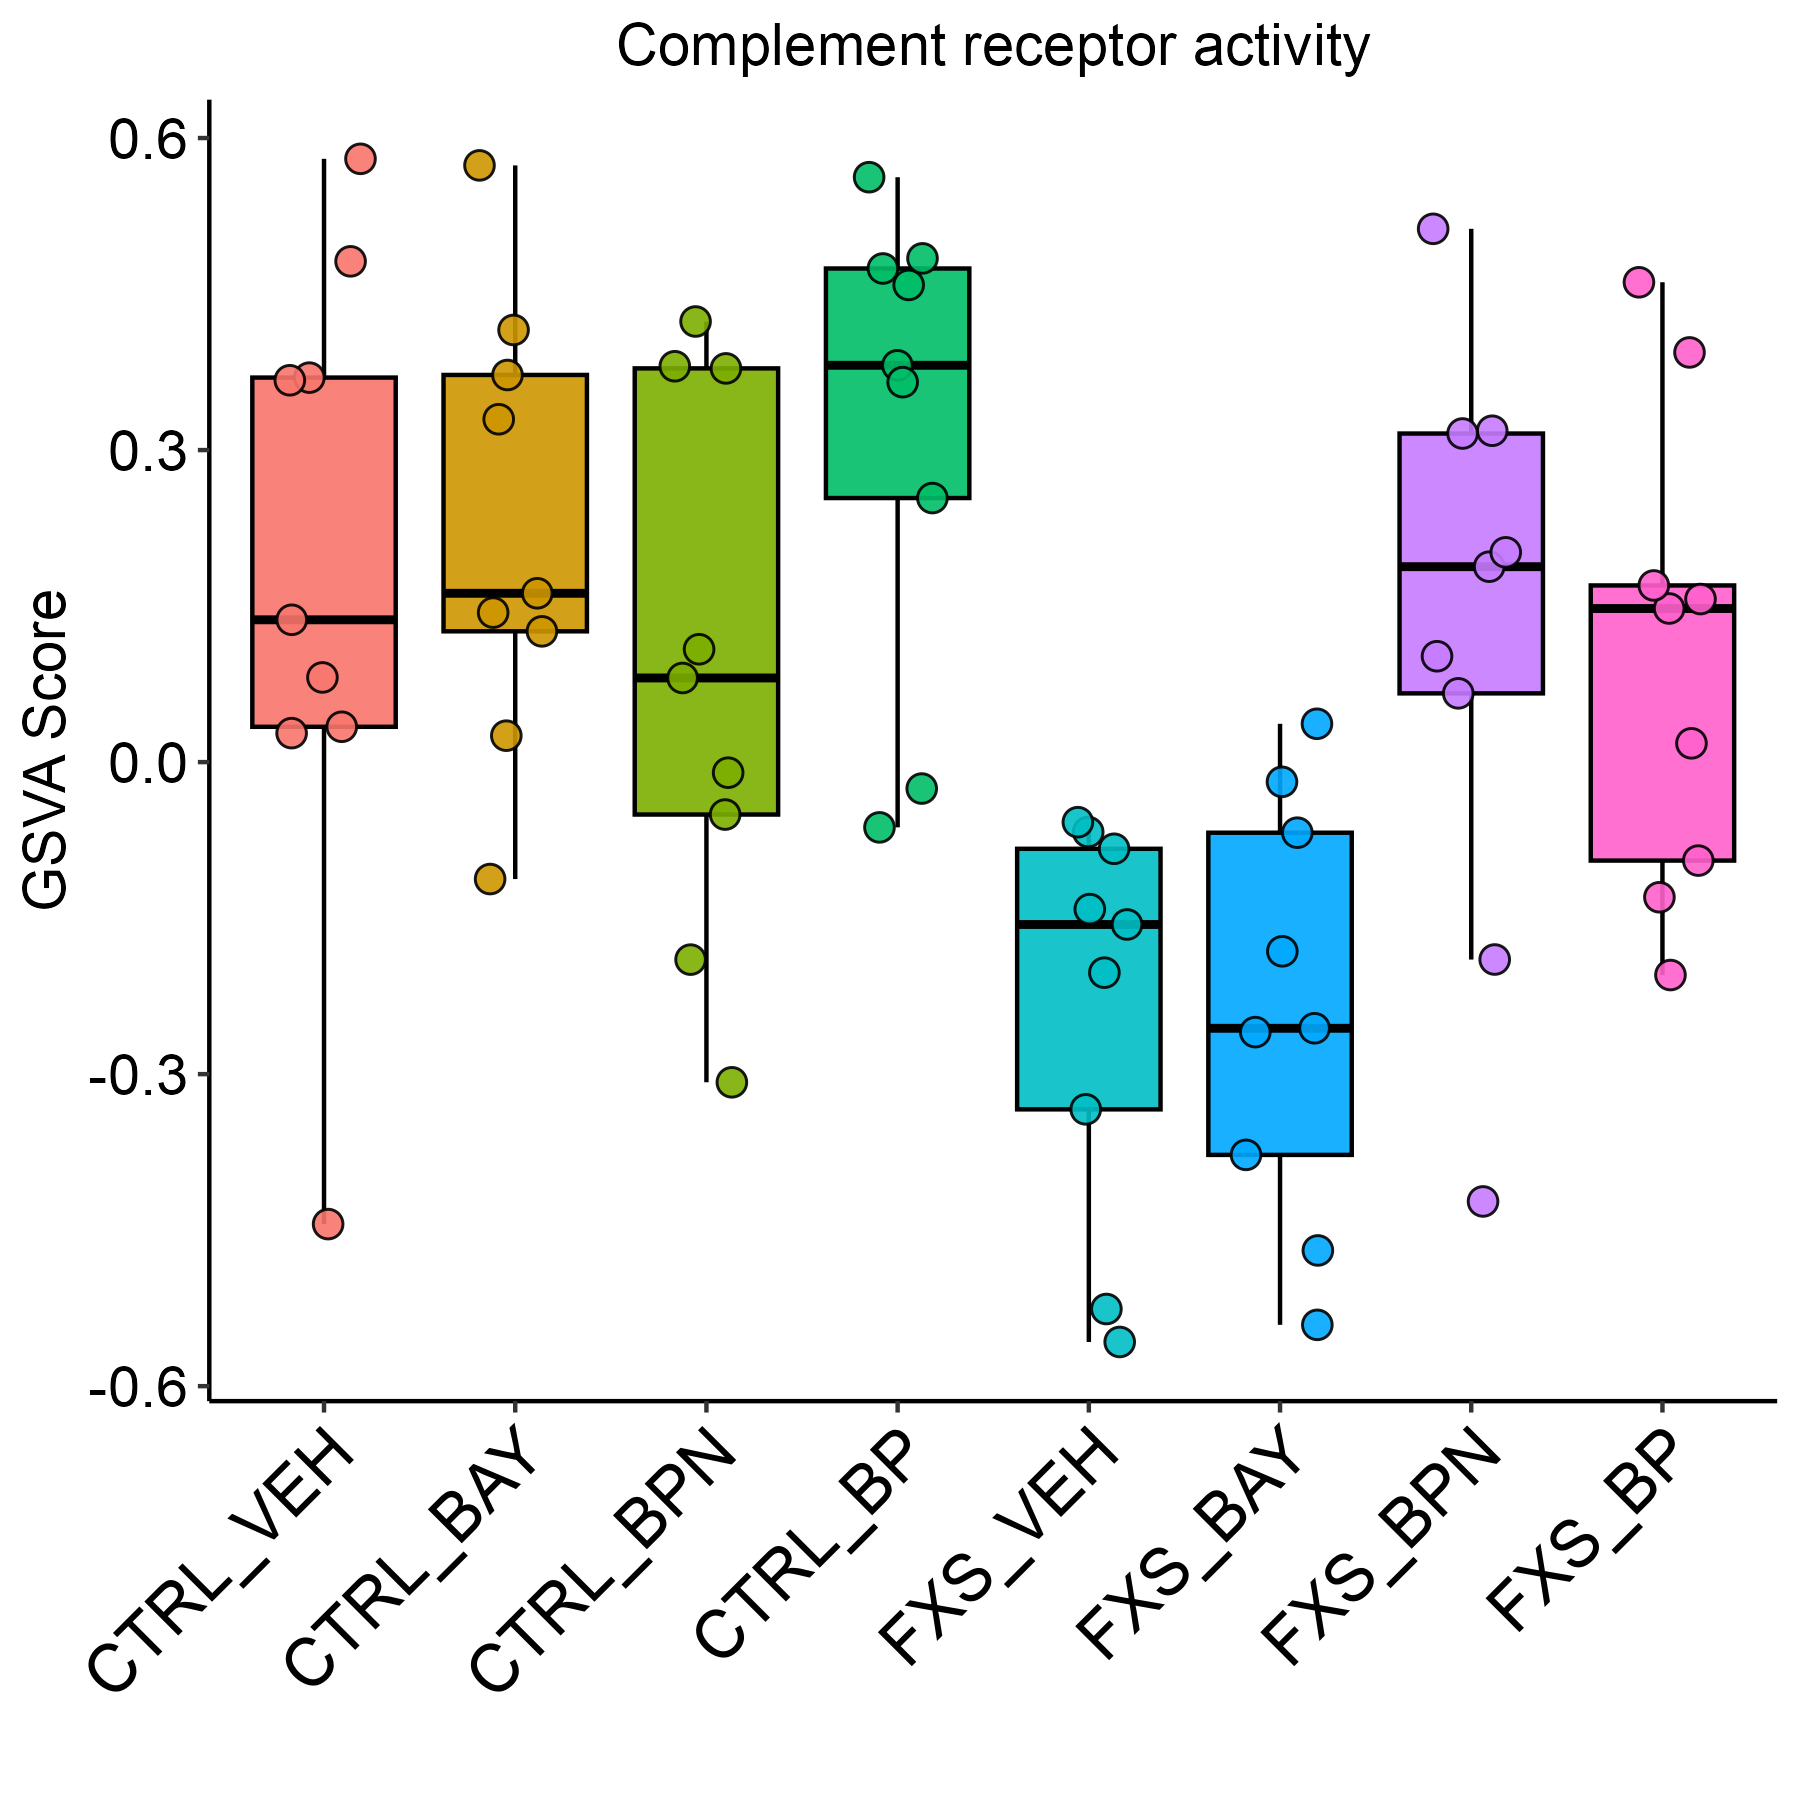 Complement receptor activity
GSVA Score
0.6
0.3
0.0
-0.3
-0.6
CTRL_VEH
CTRL_BAY
CTRL_BPN
CTRL_BP
FXS_VEH
FXS_BAY
FXS_BPN
FXS_BP